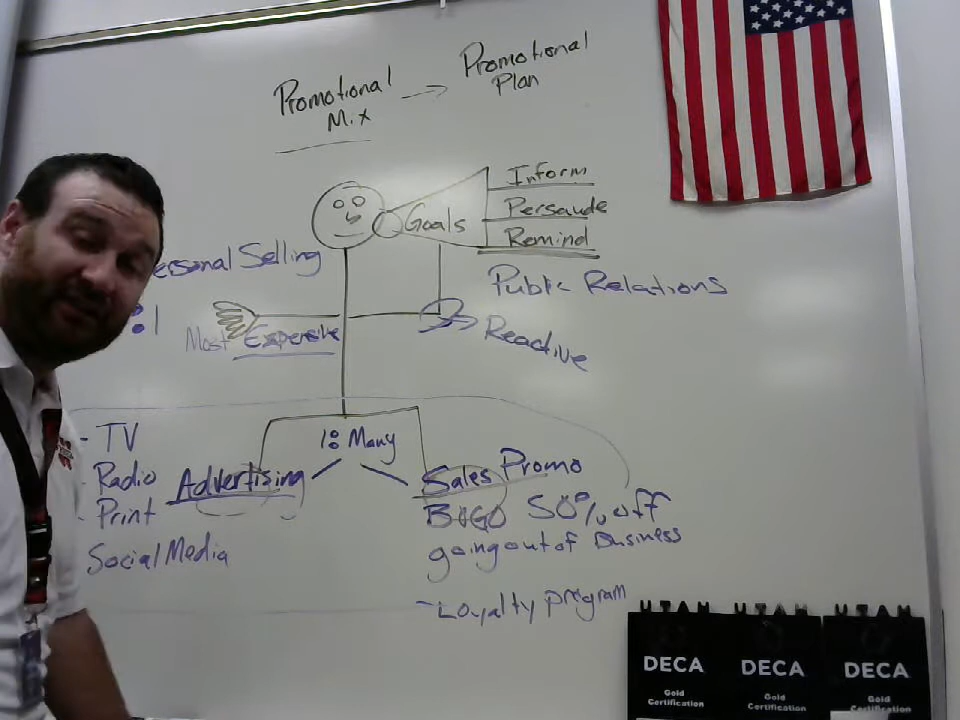 Promotional
Mix
Promotional
Plan
Goals
Inform
Persaude
Remind
ersonal Selling
:1
Most Expensive
Public Relations
Reactive
1:Many
- TV
- Radio
- Print
Social Media
Advertising
Sales Promo
BOGO 50% off
going out of Business
- Loyalty program
UTAH
DECA
Gold
Certification
UTAH
DECA
Gold
Certification
UTAH
DECA
Gold
Certification